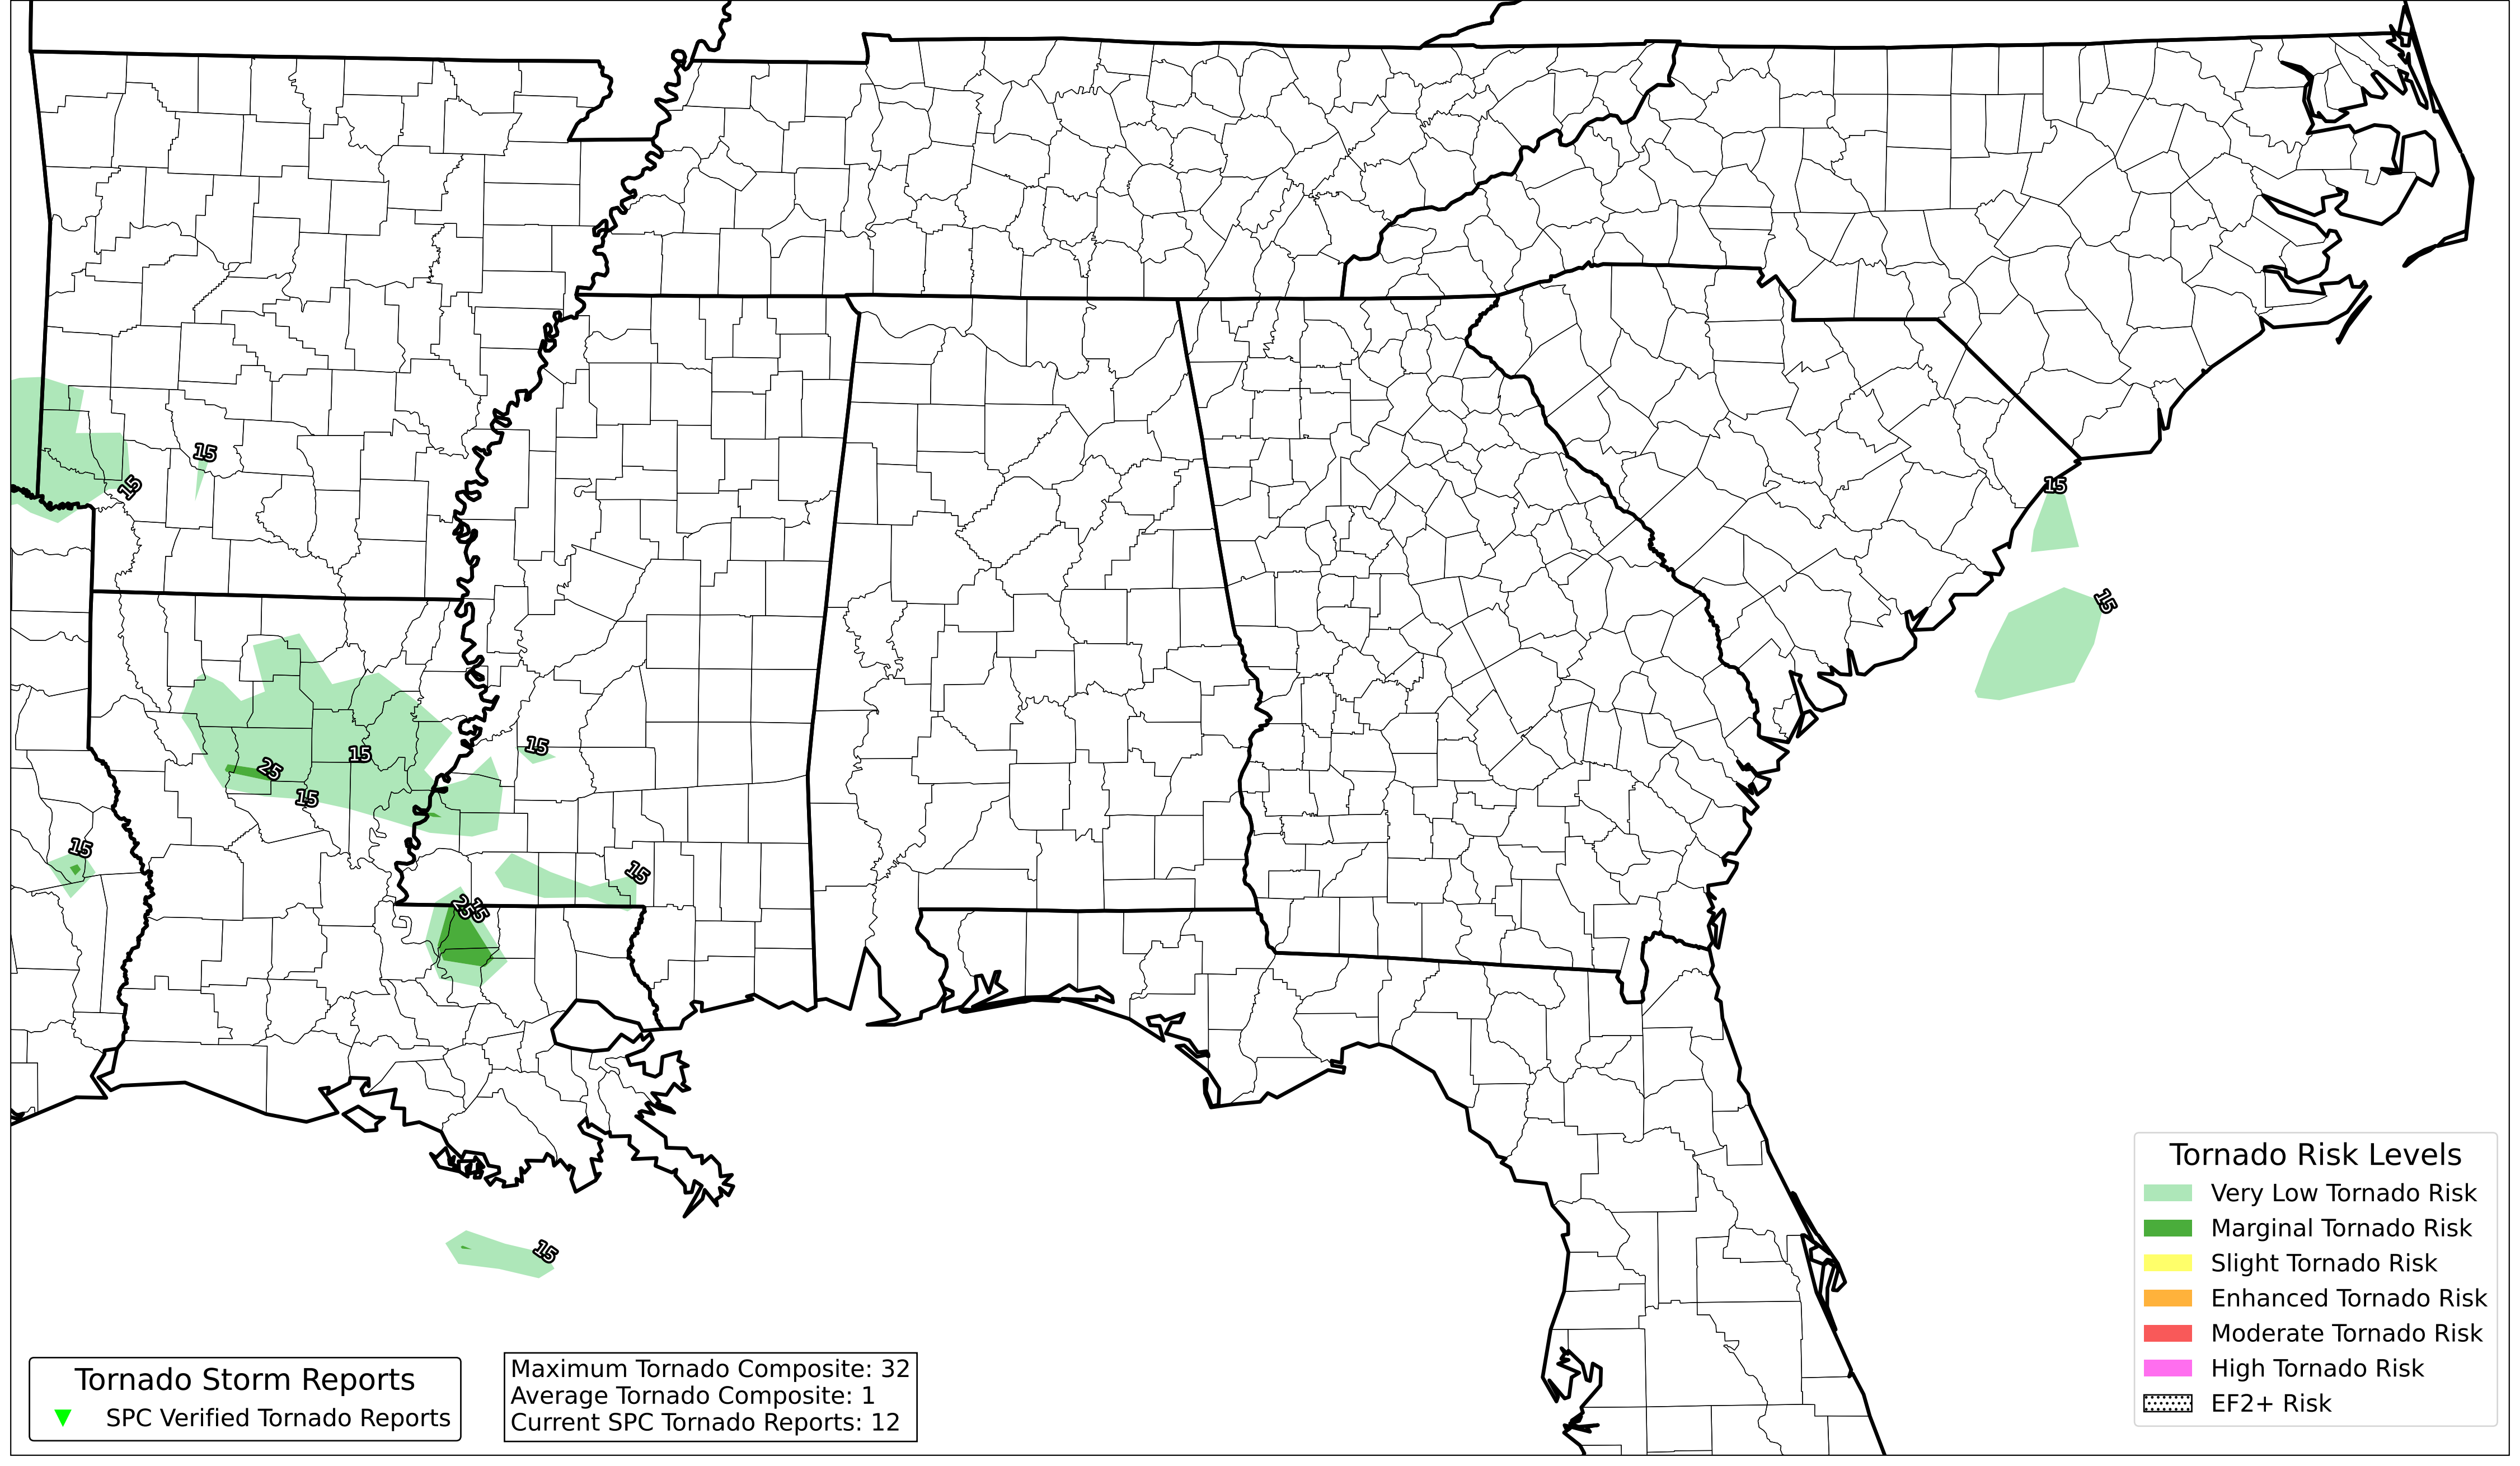 15
15
15
15
15
15
25
15
15
15
25
15
15
Tornado Risk Levels
Very Low Tornado Risk
Marginal Tornado Risk
Slight Tornado Risk
Enhanced Tornado Risk
Moderate Tornado Risk
High Tornado Risk
EF2+ Risk
Tornado Storm Reports
SPC Verified Tornado Reports
Maximum Tornado Composite: 32
Average Tornado Composite: 1
Current SPC Tornado Reports: 12